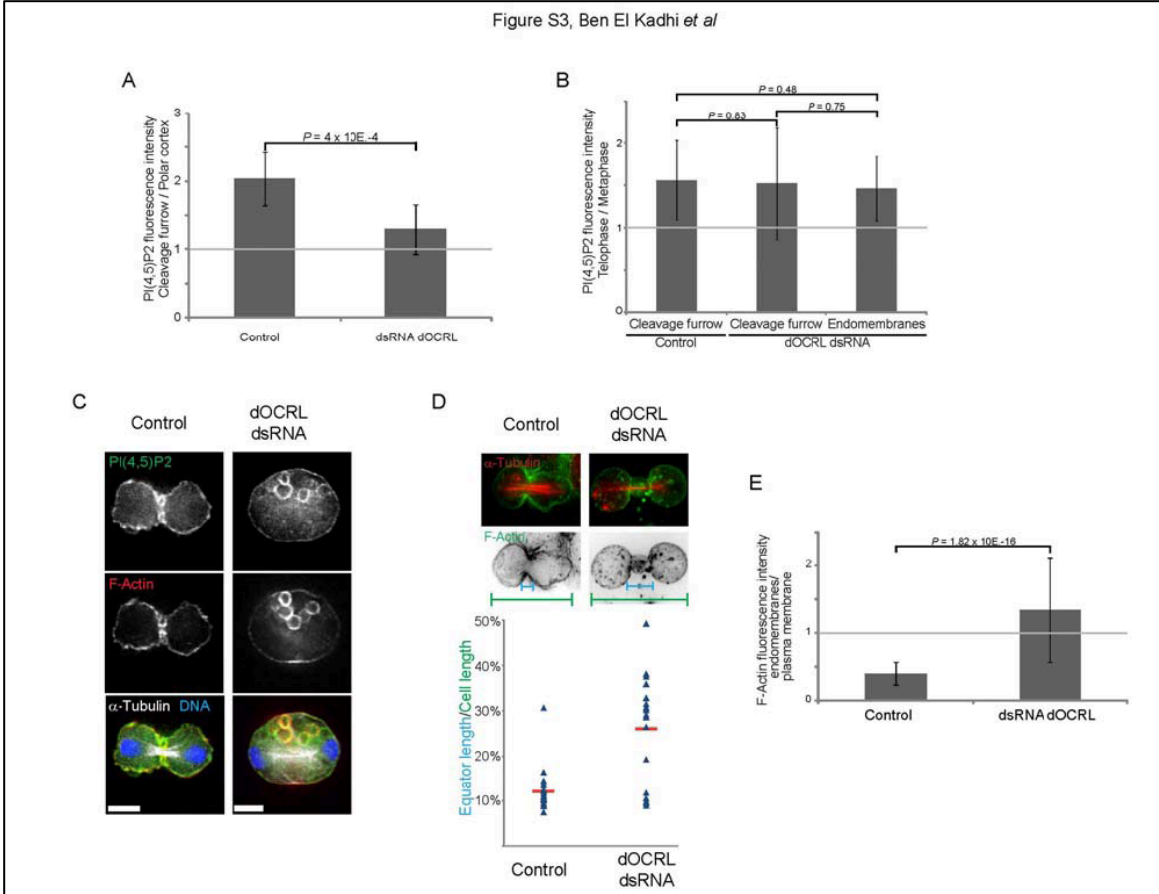 Figure S3, Ben El Kadhi et al
A
PI(4,5)P2 fluorescence intensity
Cleavage furrow / Polar cortex
3
2
1
0
P = 4 x 10E.-4
Control
dsRNA dOCRL
B
PI(4,5)P2 fluorescence intensity
Telophase / Metaphase
2
1
0
P = 0.48
P = 0.83
P = 0.75
Cleavage furrow
Cleavage furrow
Endomembranes
Control
dOCRL dsRNA
C
Control
dOCRL
dsRNA
PI(4,5)P2
F-Actin
α-Tubulin
DNA
D
Control
dOCRL
dsRNA
α-Tubulin
F-Actin
Equator length/Cell length
50%
40%
30%
20%
10%
Control
dOCRL
dsRNA
E
F-Actin fluorescence intensity
endomembranes/
plasma membrane
2
1
0
P = 1.82 x 10E.-16
Control
dsRNA dOCRL